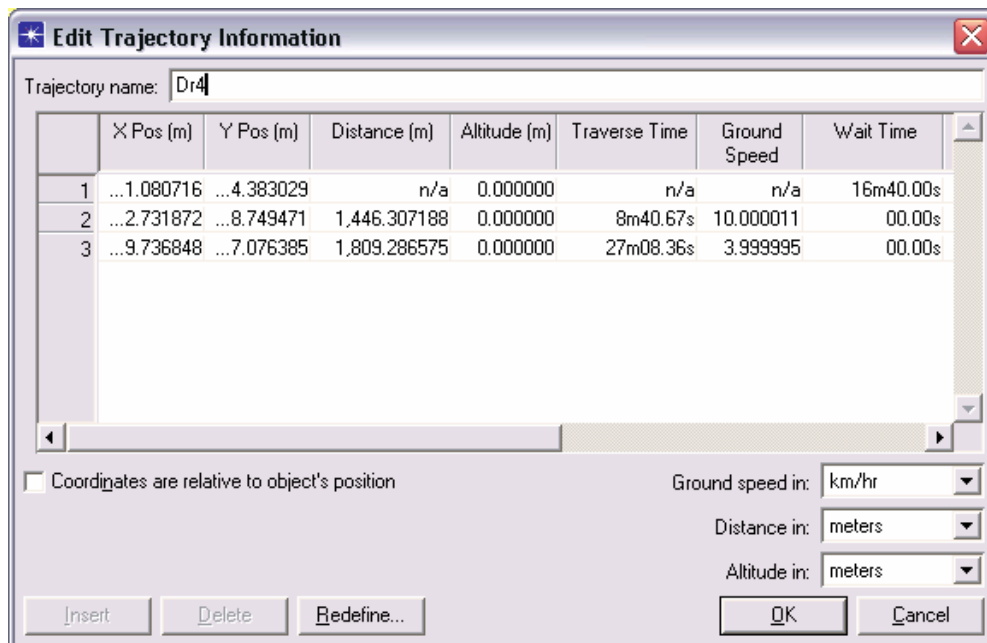 Edit Trajectory Information
Trajectory name: Dr4
X Pos (m) Y Pos (m) Distance (m) Altitude (m) Traverse Time Ground Speed Wait Time
1 ...1.080716 ...4.383029 n/a 0.000000 n/a n/a 16m40.00s
2 ...2.731872 ...8.749471 1,446.307188 0.000000 8m40.67s 10.000011 00.00s
3 ...9.736848 ...7.076385 1,809.286575 0.000000 27m08.36s 3.999995 00.00s
Coordinates are relative to object's position
Ground speed in: km/hr
Distance in: meters
Altitude in: meters
Insert Delete Redefine... OK Cancel